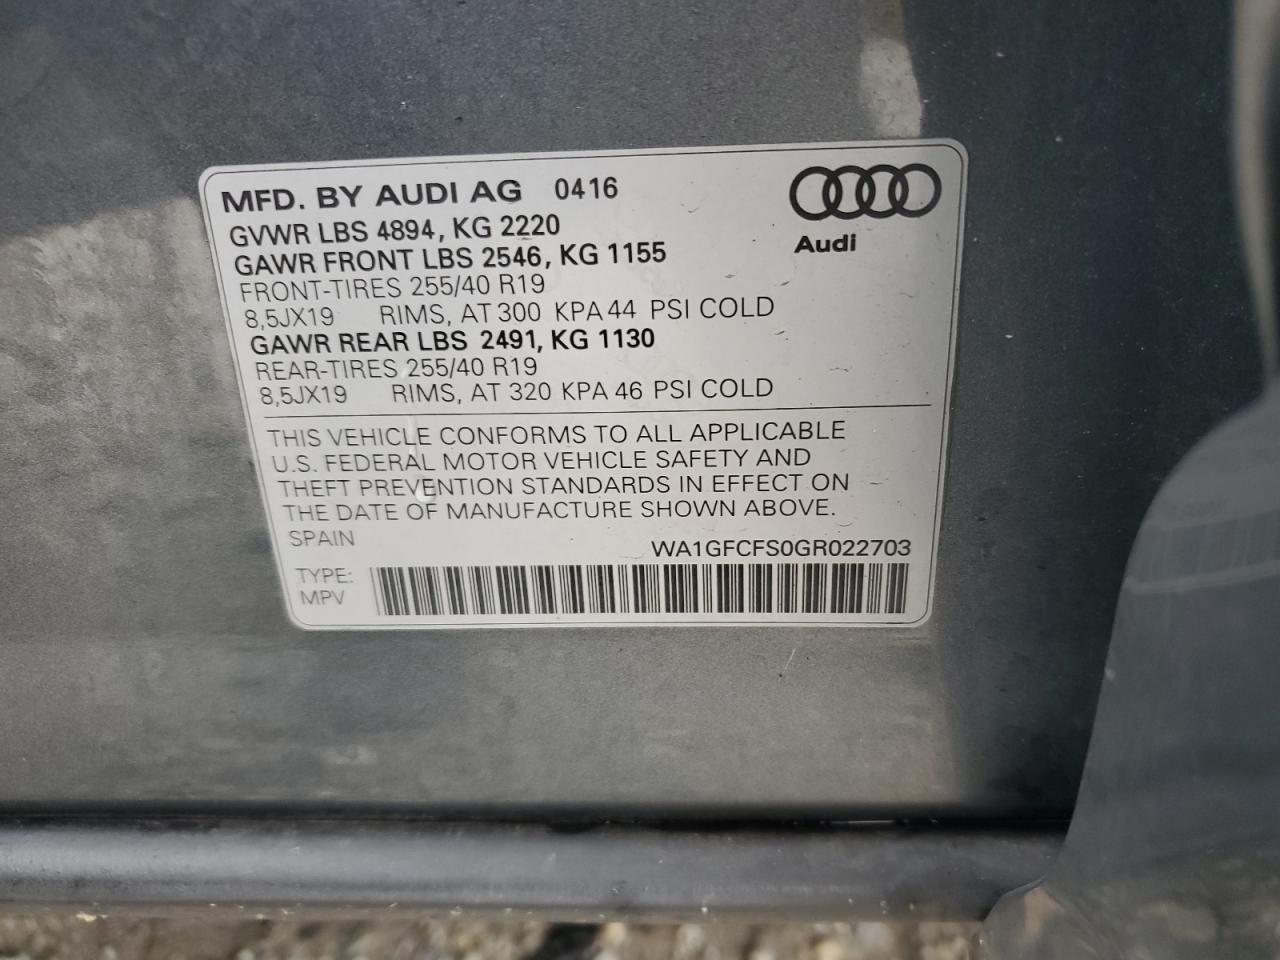 MFD. BY AUDI AG 0416
GVWR LBS 4894, KG 2220
GAWR FRONT LBS 2546, KG 1155
FRONT-TIRES 255/40 R19
8,5JX19 RIMS, AT 300 KPA 44 PSI COLD
GAWR REAR LBS 2491, KG 1130
REAR-TIRES 255/40 R19
8,5JX19 RIMS, AT 320 KPA 46 PSI COLD
Audi
THIS VEHICLE CONFORMS TO ALL APPLICABLE
U.S. FEDERAL MOTOR VEHICLE SAFETY AND
THEFT PREVENTION STANDARDS IN EFFECT ON
THE DATE OF MANUFACTURE SHOWN ABOVE.
SPAIN
WA1GFCFS0GR022703
TYPE:
MPV